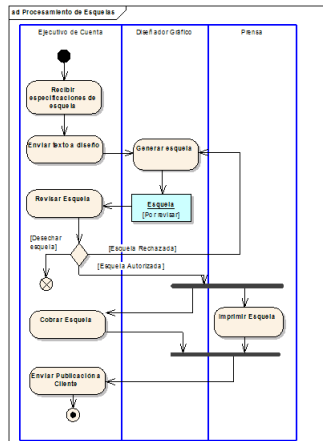 ad Procesamiento de Esquelas
Ejecutivo de Cuenta
Diseñador Gráfico
Prensa
Recibir
especificaciones de
esquela
Enviar texto a diseño
Generar esquela
Revisar Esquela
Esquela
[Por revisar]
[Desechar
esquela]
[Esquela Rechazada]
[Esquela Autorizada]
Cobrar Esquela
Imprimir Esquela
Enviar Publicación a
Cliente